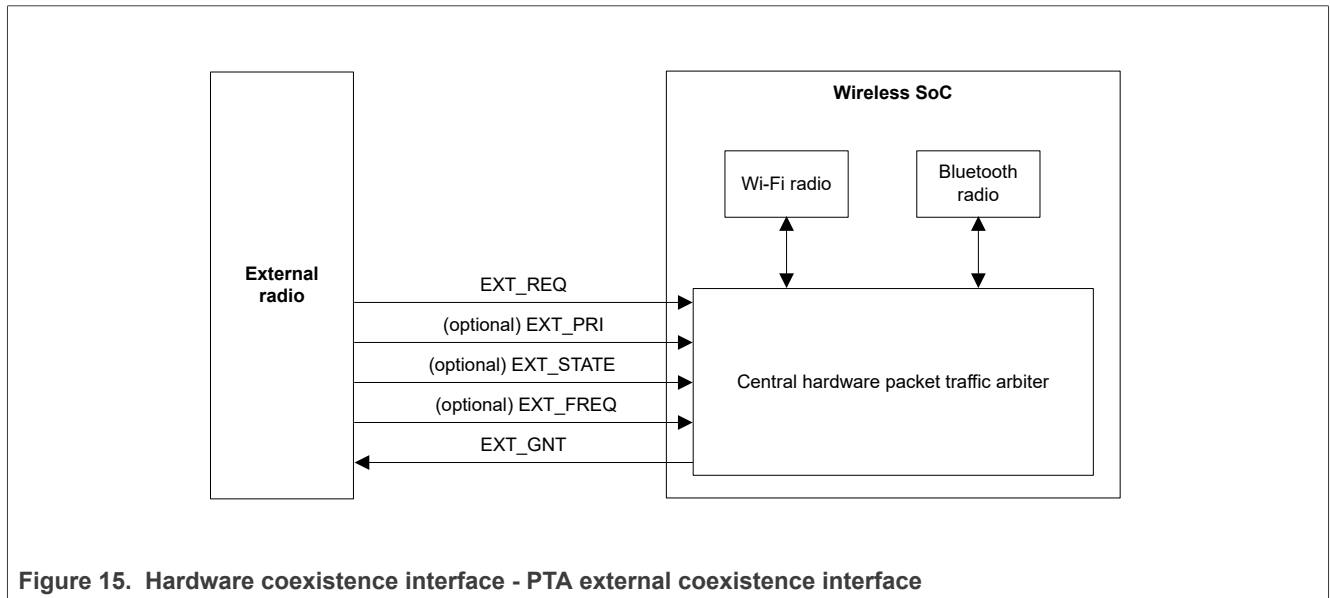 Wireless SoC
Wi-Fi radio
Bluetooth
radio
External
radio
EXT_REQ
(optional) EXT_PRI
(optional) EXT_STATE
(optional) EXT_FREQ
EXT_GNT
Central hardware packet traffic arbiter
Figure 15. Hardware coexistence interface - PTA external coexistence interface